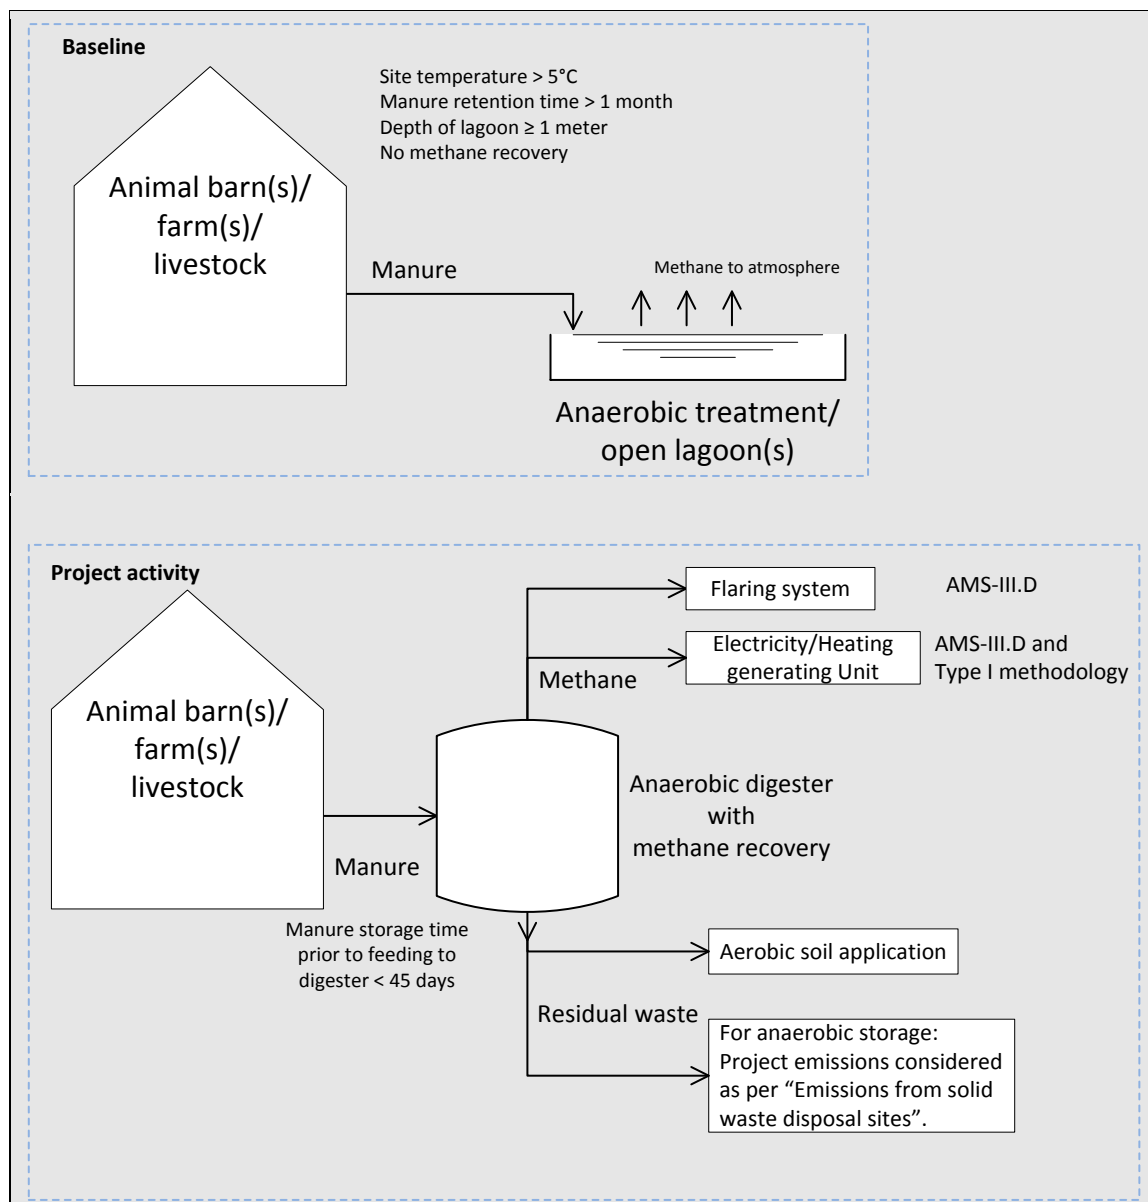 Baseline
Site temperature > 5°C
Manure retention time > 1 month
Depth of lagoon ≥ 1 meter
No methane recovery
Animal barn(s)/
farm(s)/
livestock
Manure
Methane to atmosphere
Anaerobic treatment/
open lagoon(s)
Project activity
Flaring system
AMS-III.D
Electricity/Heating
generating Unit
AMS-III.D and
Type I methodology
Methane
Animal barn(s)/
farm(s)/
livestock
Anaerobic digester
with
methane recovery
Manure
Manure storage time
prior to feeding to
digester < 45 days
Aerobic soil application
Residual waste
For anaerobic storage:
Project emissions considered
as per “Emissions from solid
waste disposal sites”.